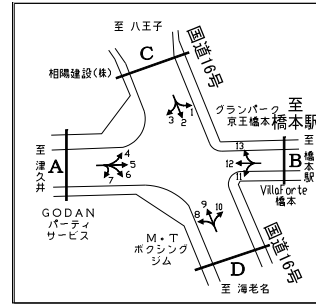 至 八王子
国道16号
C
相陽建設(株)
グランパーク
京王橋本
至
橋本駅
3 2 1
至
津久井
A
4
5
6
7
13
12
11
B
至
橋本駅
VillaForte
橋本
GODAN
パーティ
サービス
M・T
ボクシング
ジム
8 9 10
D
国道16号
至 海老名